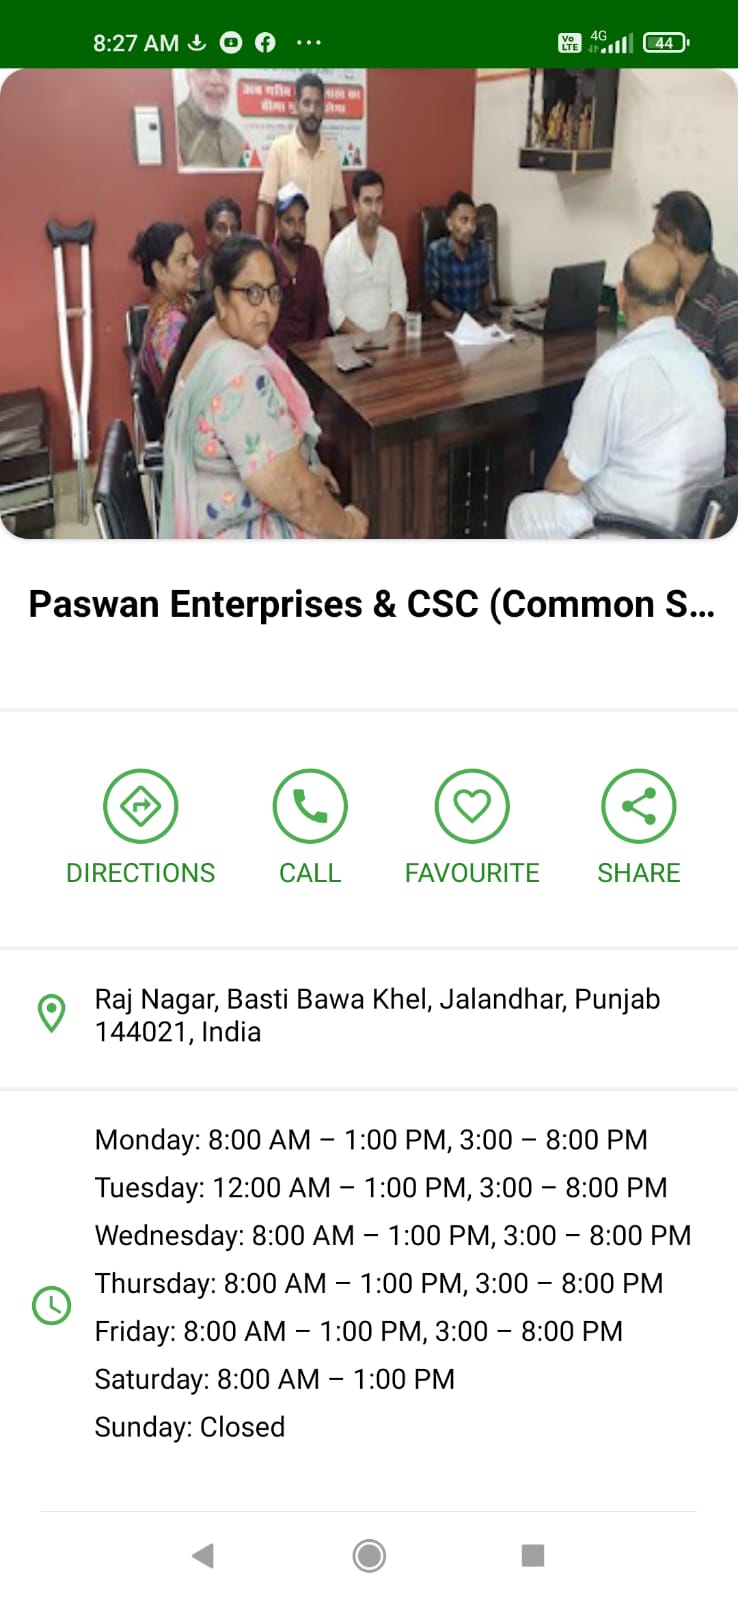 8:27 AM
Vo LTE 4G 44
अब गरीब
Paswan Enterprises & CSC (Common S...
DIRECTIONS CALL FAVOURITE SHARE
Raj Nagar, Basti Bawa Khel, Jalandhar, Punjab
144021, India
Monday: 8:00 AM – 1:00 PM, 3:00 – 8:00 PM
Tuesday: 12:00 AM – 1:00 PM, 3:00 – 8:00 PM
Wednesday: 8:00 AM – 1:00 PM, 3:00 – 8:00 PM
Thursday: 8:00 AM – 1:00 PM, 3:00 – 8:00 PM
Friday: 8:00 AM – 1:00 PM, 3:00 – 8:00 PM
Saturday: 8:00 AM – 1:00 PM
Sunday: Closed